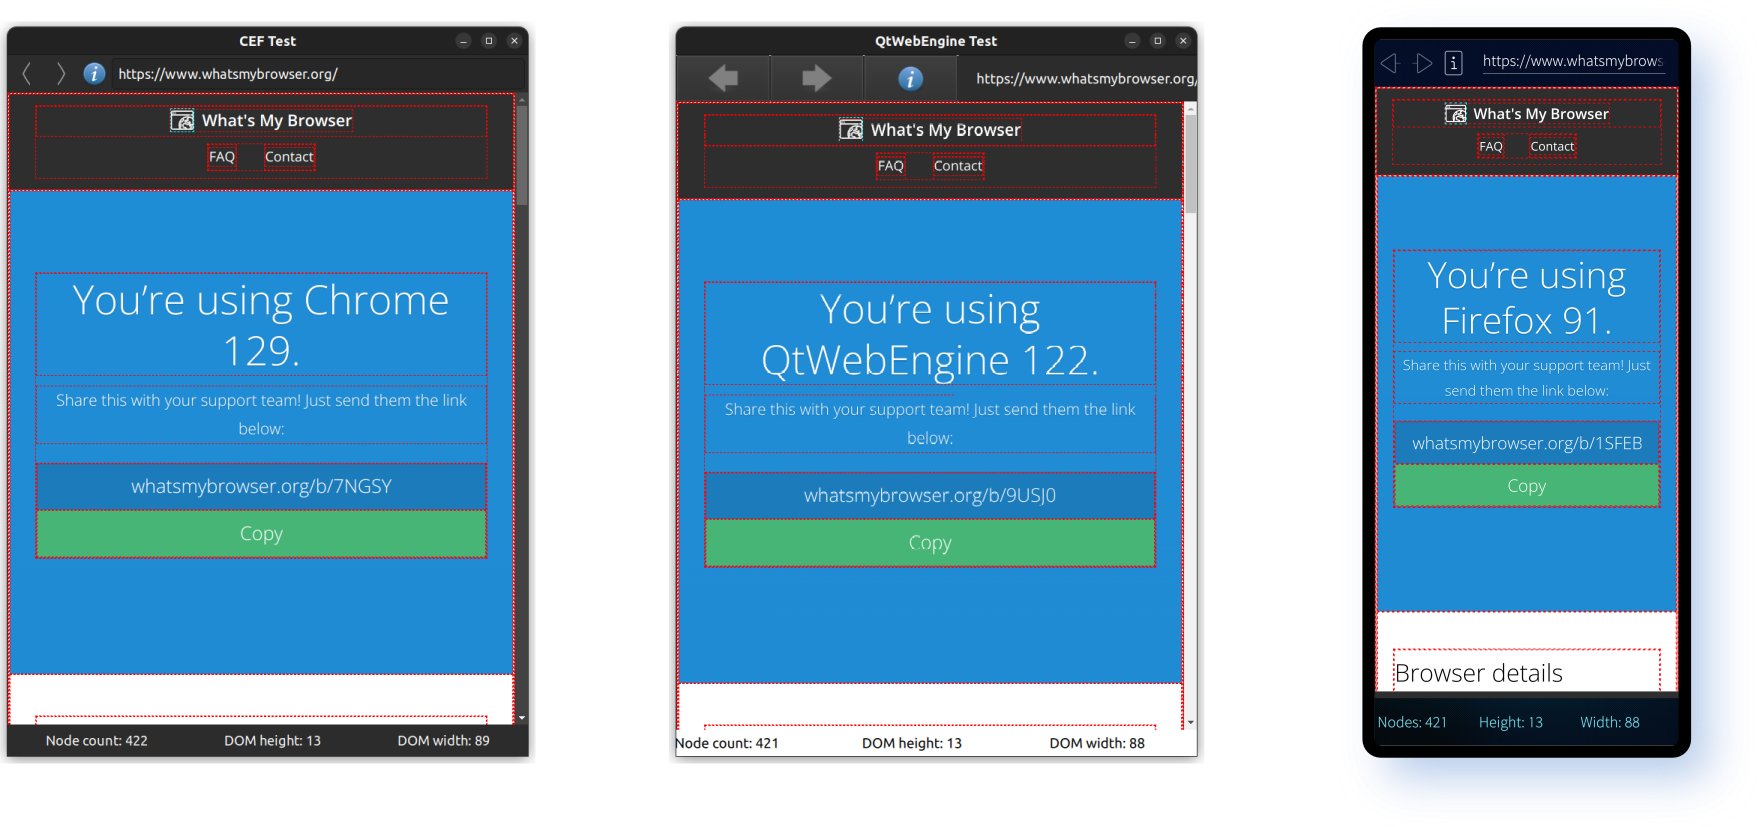 CEF Test
https://www.whatsmybrowser.org/
What's My Browser
FAQ Contact
You're using Chrome
129.
Share this with your support team! Just send them the link
below:
whatsmybrowser.org/b/7NGSY
Copy
Node count: 422 DOM height: 13 DOM width: 89
QtWebEngine Test
https://www.whatsmybrowser.org/
What's My Browser
FAQ Contact
You're using
QtWebEngine 122.
Share this with your support team! Just send them the link
below:
whatsmybrowser.org/b/9USJ0
Copy
Node count: 421 DOM height: 13 DOM width: 88
https://www.whatsmybrows
What's My Browser
FAQ Contact
You're using
Firefox 91.
Share this with your support team! Just
send them the link below:
whatsmybrowser.org/b/1SFEB
Copy
Browser details
Nodes: 421 Height: 13 Width: 88